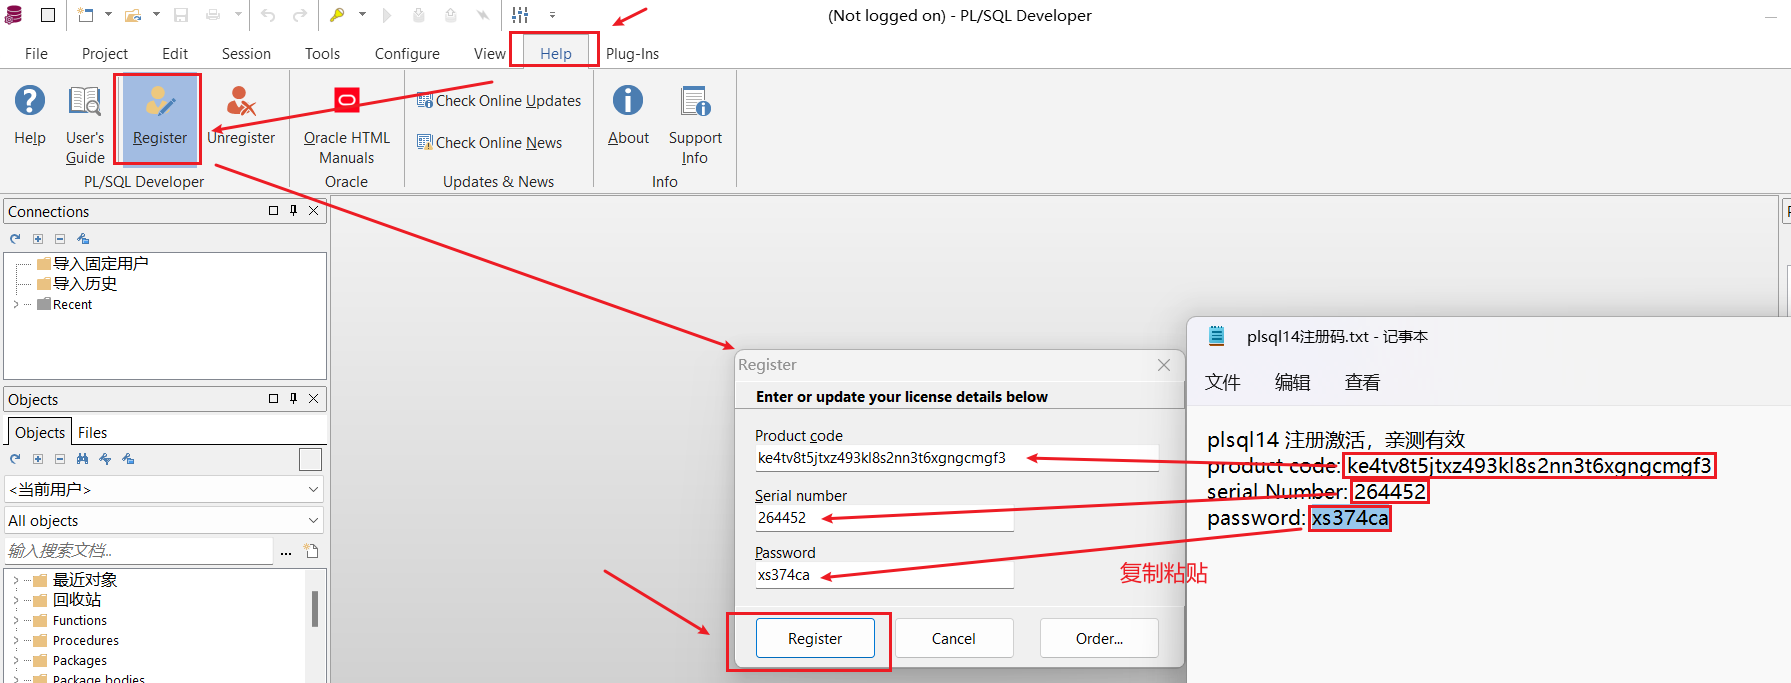 (Not logged on) - PL/SQL Developer
File Project Edit Session Tools Configure View Help Plug-Ins
Help
User's Guide
Register
Unregister
PL/SQL Developer
Oracle HTML Manuals
Oracle
Check Online Updates
Check Online News
Updates & News
About
Support Info
Info
Connections
导入固定用户
导入历史
Recent
Objects
Objects Files
<当前用户>
All objects
输入搜索文档...
最近对象
回收站
Functions
Procedures
Packages
Package bodies
Register
Enter or update your license details below
Product code
ke4tv8t5jtxz493kl8s2nn3t6xgngcmgf3
Serial number
264452
Password
xs374ca
Register Cancel Order...
复制粘贴
plsql14注册码.txt - 记事本
文件 编辑 查看
plsql14 注册激活，亲测有效
product code: ke4tv8t5jtxz493kl8s2nn3t6xgngcmgf3
serial Number: 264452
password: xs374ca